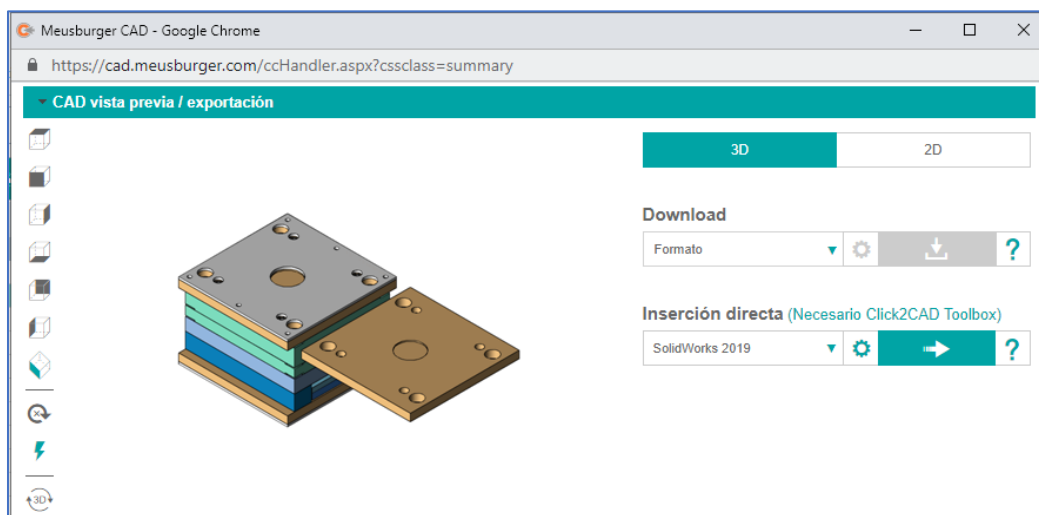 Meusburger CAD - Google Chrome
https://cad.meusburger.com/ccHandler.aspx?cssclass=summary
CAD vista previa / exportación
3D 2D
Download
Formato ?
Inserción directa (Necesario Click2CAD Toolbox)
SolidWorks 2019 ?
3D